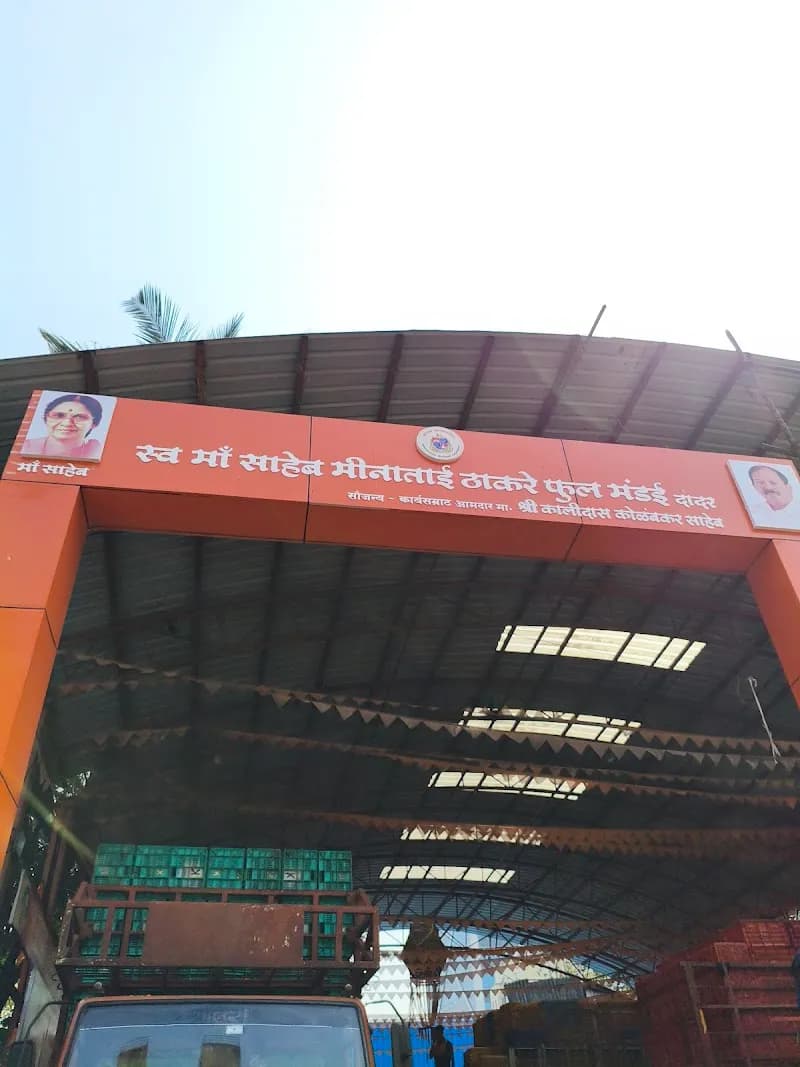 स्व माँ साहेब मीनाताई ठाकरे फुल मंडई दादर
सौजन्य - कार्यसम्राट आमदार मा. श्री कालीदास कोळंबकर साहेब
माँ साहेब